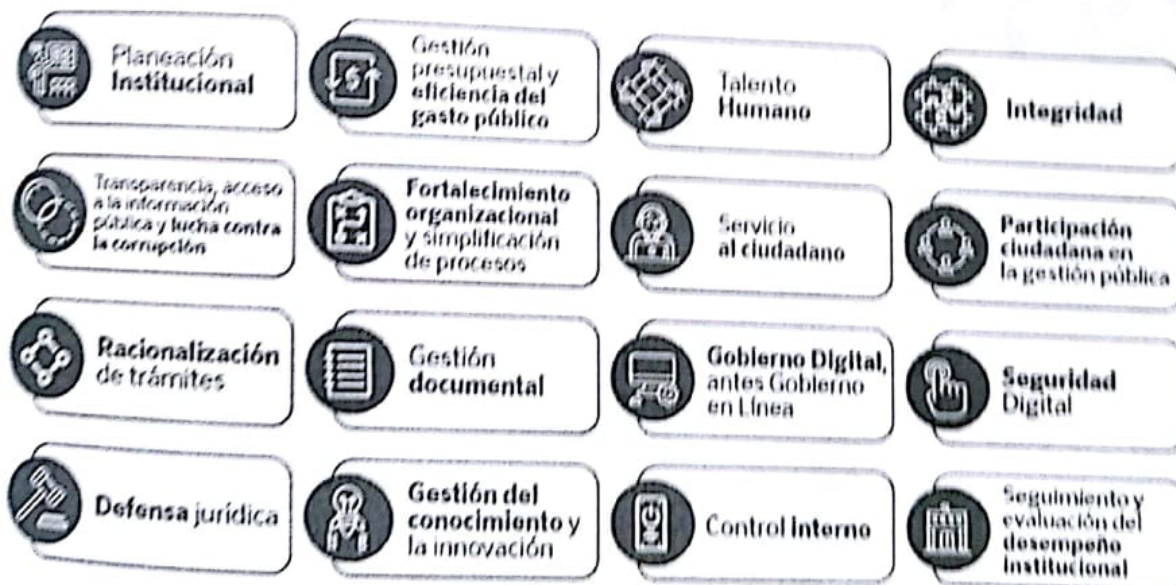 Planeación
Institucional
Gestión
presupuestal y
eficiencia del
gasto público
Talento
Humano
Integridad
Transparencia, acceso
a la información
pública y lucha contra
la corrupción
Fortalecimiento
organizacional
y simplificación
de procesos
Servicio
al ciudadano
Participación
ciudadana en
la gestión pública
Racionalización
de trámites
Gestión
documental
Gobierno Digital,
antes Gobierno
en Línea
Seguridad
Digital
Defensa jurídica
Gestión del
conocimiento y
la innovación
Control interno
Seguimiento y
evaluación del
desempeño
institucional